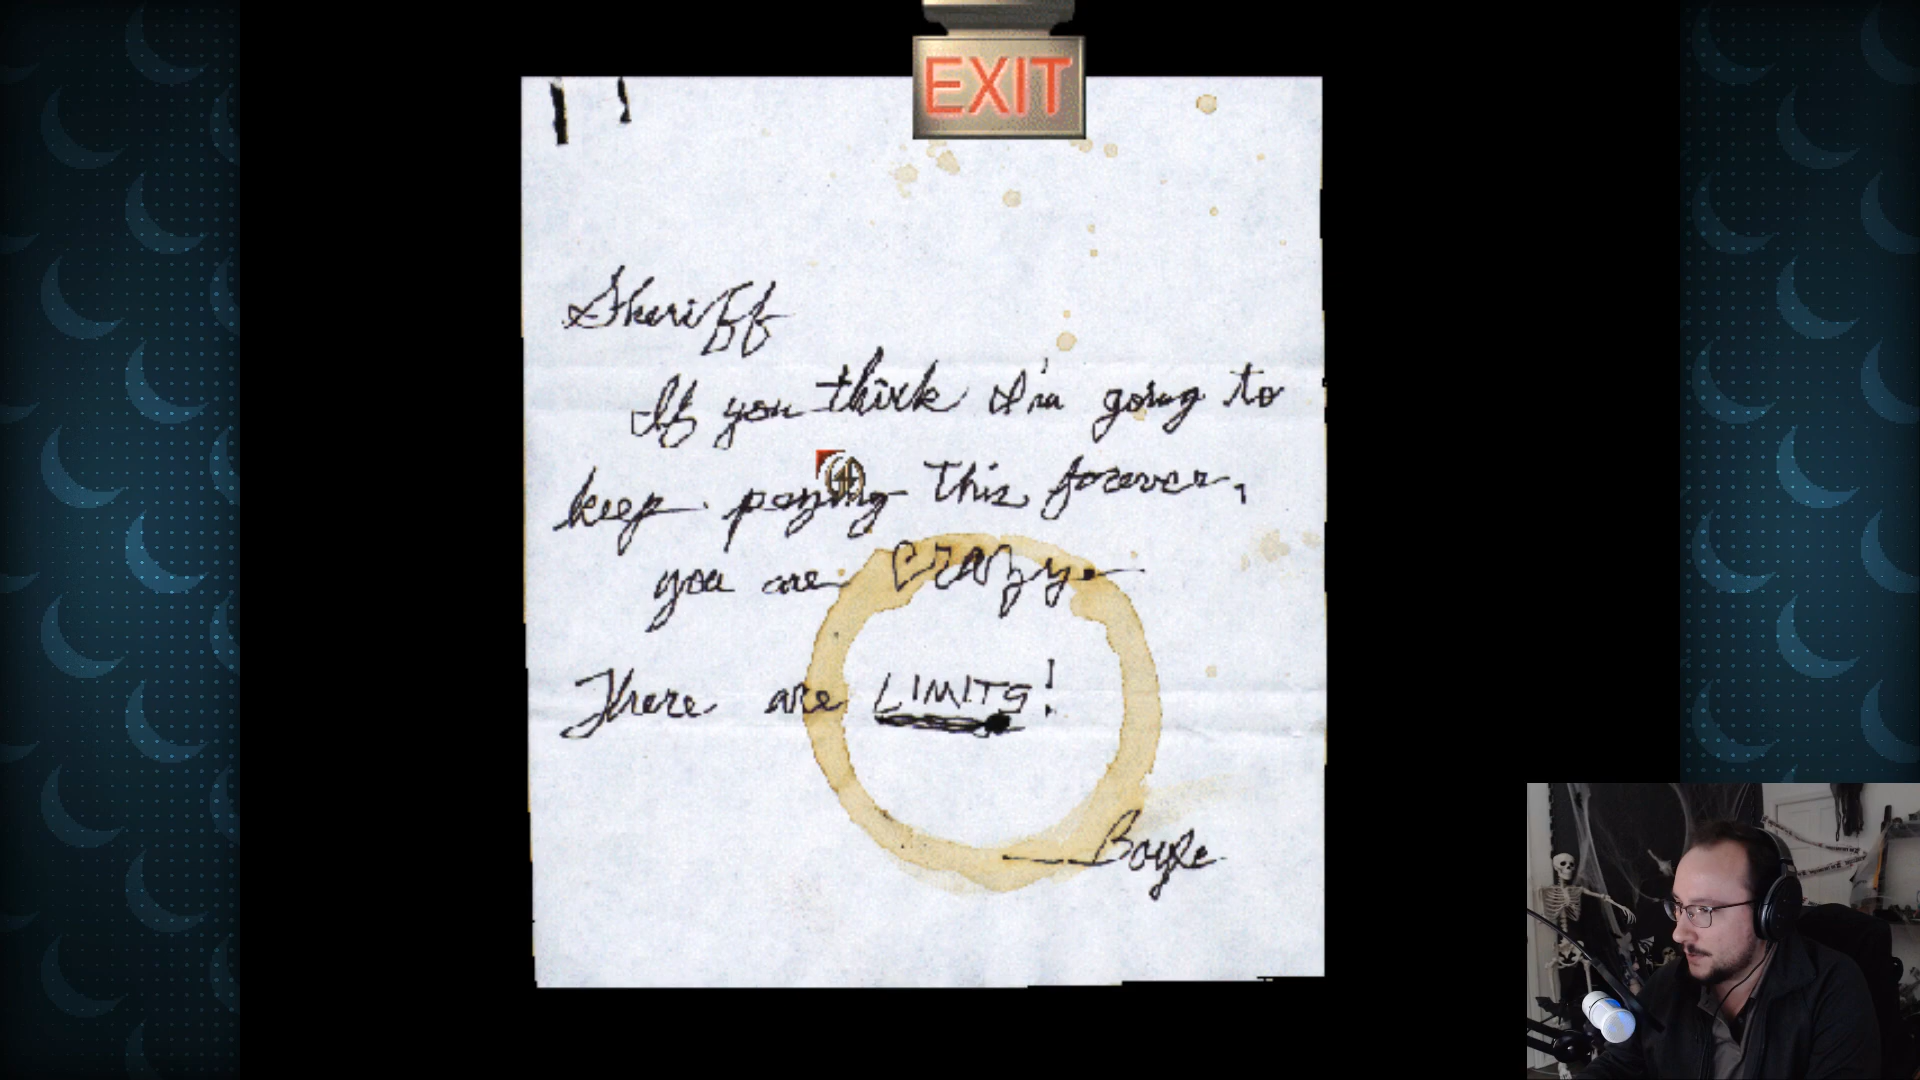 EXIT
Sheriff
If you think I'm going to
keep paying this forever,
you are crazy.
There are LIMITS!
—Boyle